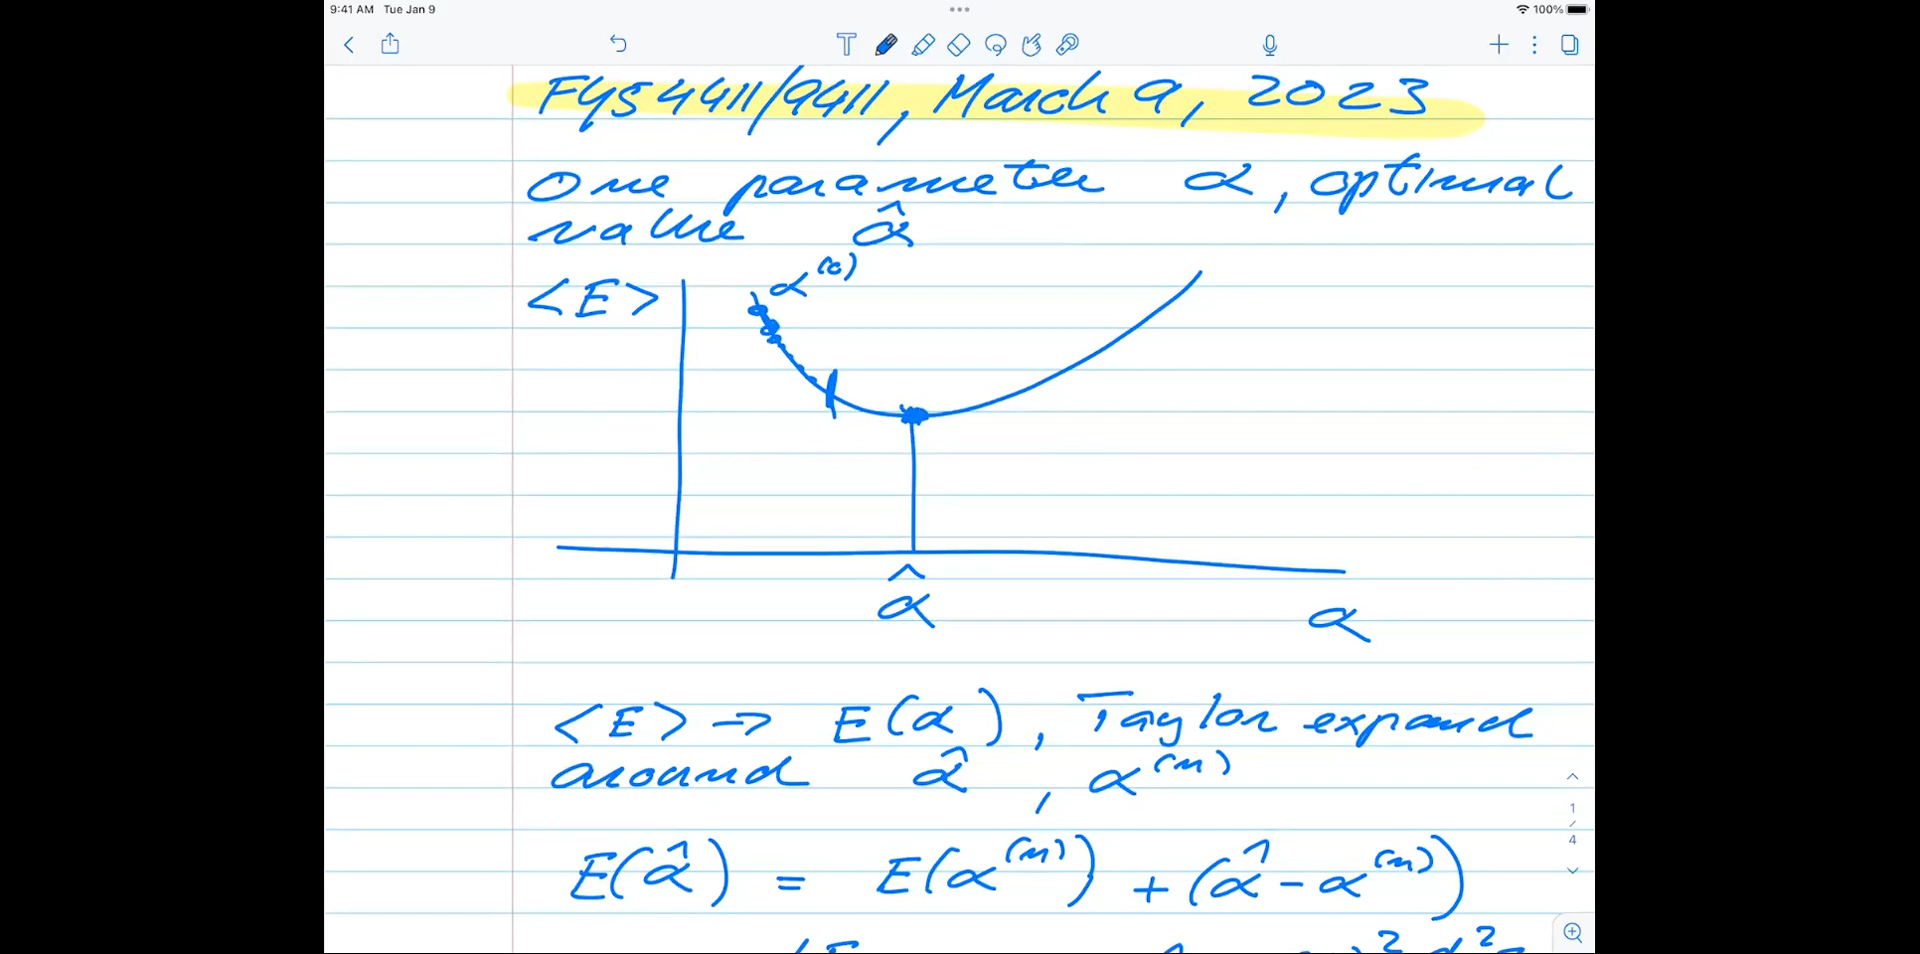 9:41 AM Tue Jan 9
100%
FYS4411/9411, March 9, 2023
One parameter α, optimal
value α̂
<E>
α⁽⁰⁾
α̂
α
<E> → E(α), Taylor expand
around α̂, α⁽ⁿ⁾
1
/
4
E(α̂) = E(α⁽ⁿ⁾) + (α̂ - α⁽ⁿ⁾)